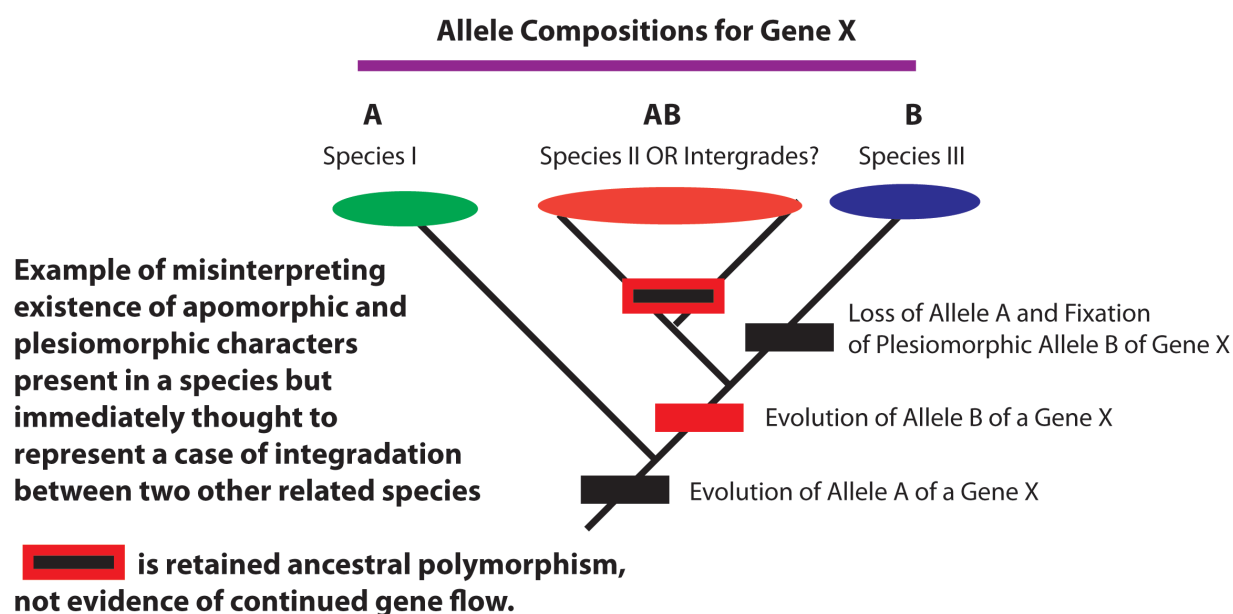 Allele Compositions for Gene X
A
AB
B
Species I
Species II OR Intergrades?
Species III
Example of misinterpreting
existence of apomorphic and
plesiomorphic characters
present in a species but
immediately thought to
represent a case of integradation
between two other related species
Loss of Allele A and Fixation
of Plesiomorphic Allele B of Gene X
Evolution of Allele B of a Gene X
Evolution of Allele A of a Gene X
is retained ancestral polymorphism,
not evidence of continued gene flow.